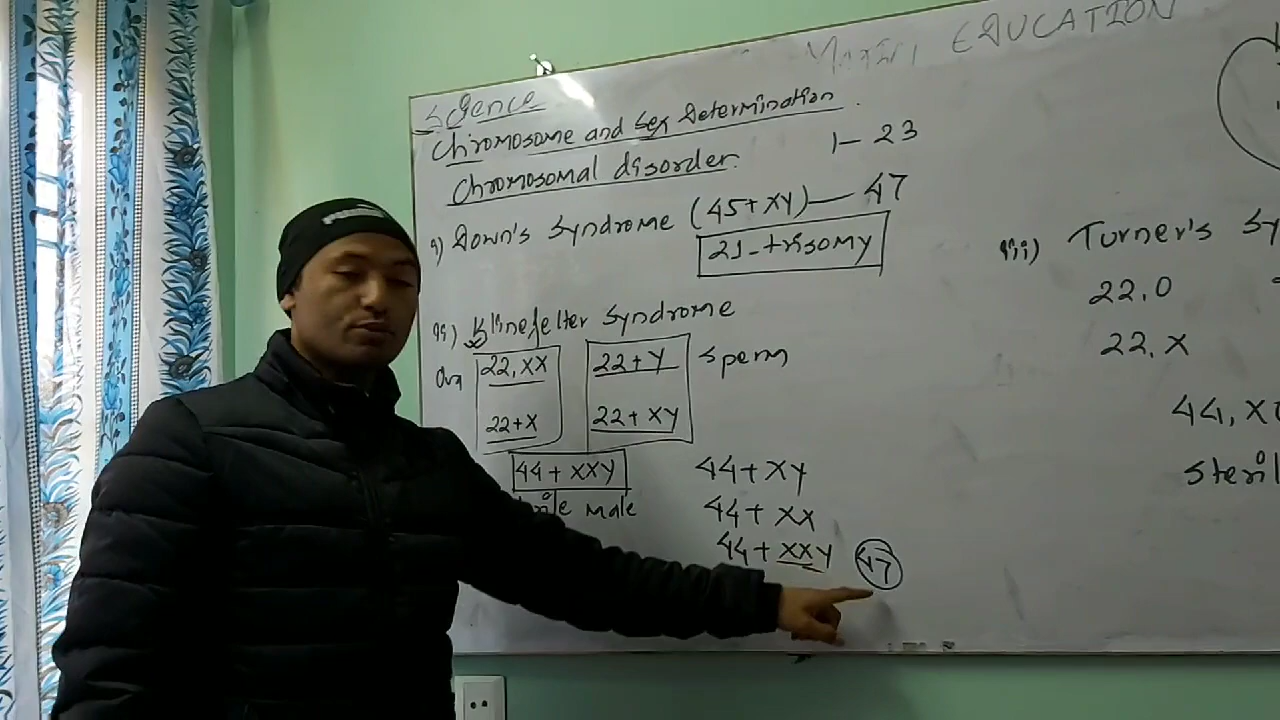 Science
EDUCATION
Chromosome and Sex Determination
Chromosomal disorder.
1-23
i) Down's Syndrome (45+XY)—47
21-trisomy
ii) Klinefelter Syndrome
Ova 22,XX 22+Y Sperm
22+X 22+XY
44+XXY
Male
44+XY
44+XX
44+XXY 47
iii) Turner's Sy
22,0
22,X
44,X
Steril